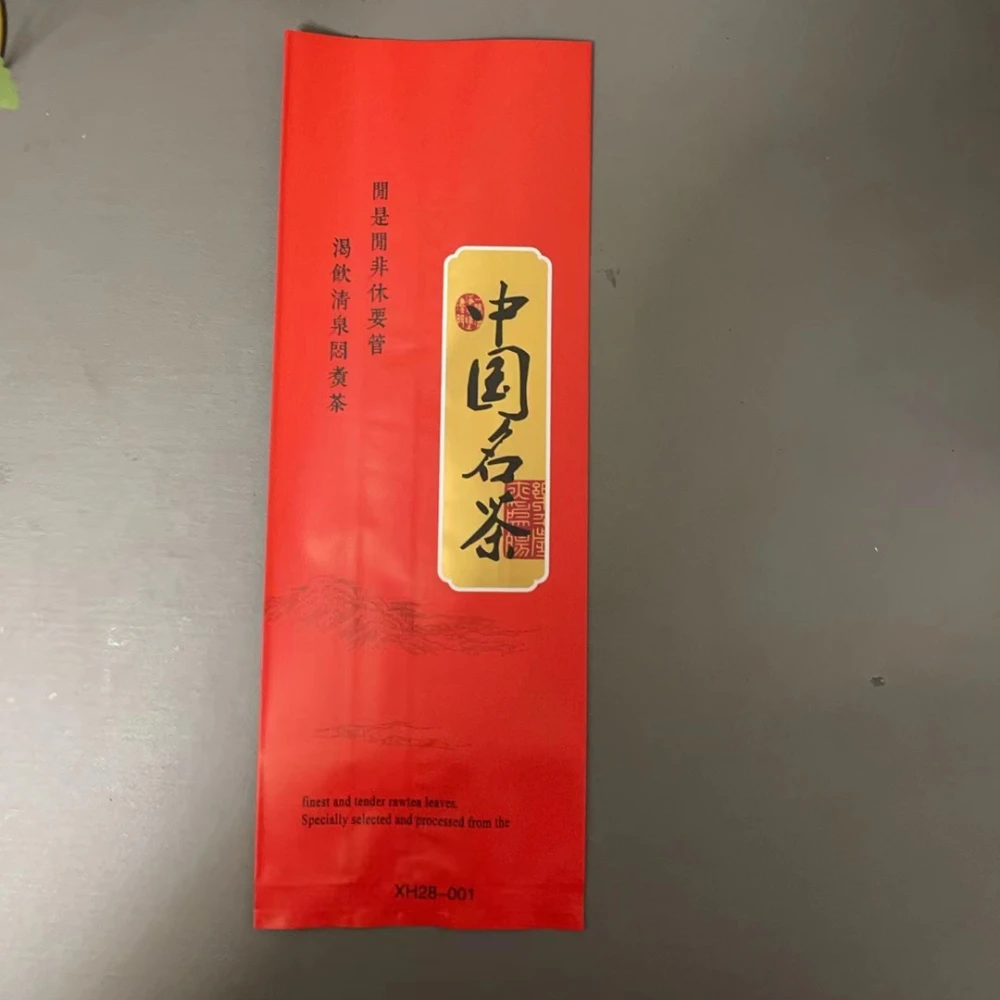 閒是閒非休要管
渴飲清泉悶煮茶
中国名茶
finest and tender rawtea leaves.
Specially selected and processed from the
XH28-001